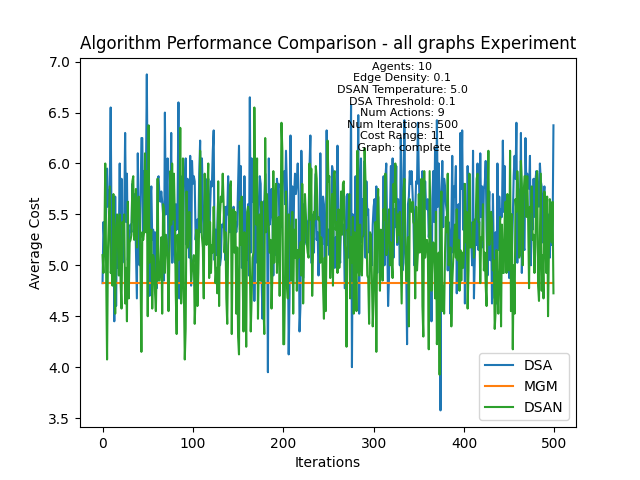 Algorithm Performance Comparison - all graphs Experiment
Agents: 10
Edge Density: 0.1
DSAN Temperature: 5.0
DSA Threshold: 0.1
Num Actions: 9
Num Iterations: 500
Cost Range: 11
Graph: complete
7.0
6.5
6.0
5.5
5.0
4.5
4.0
3.5
Average Cost
0
100
200
300
400
500
Iterations
DSA
MGM
DSAN